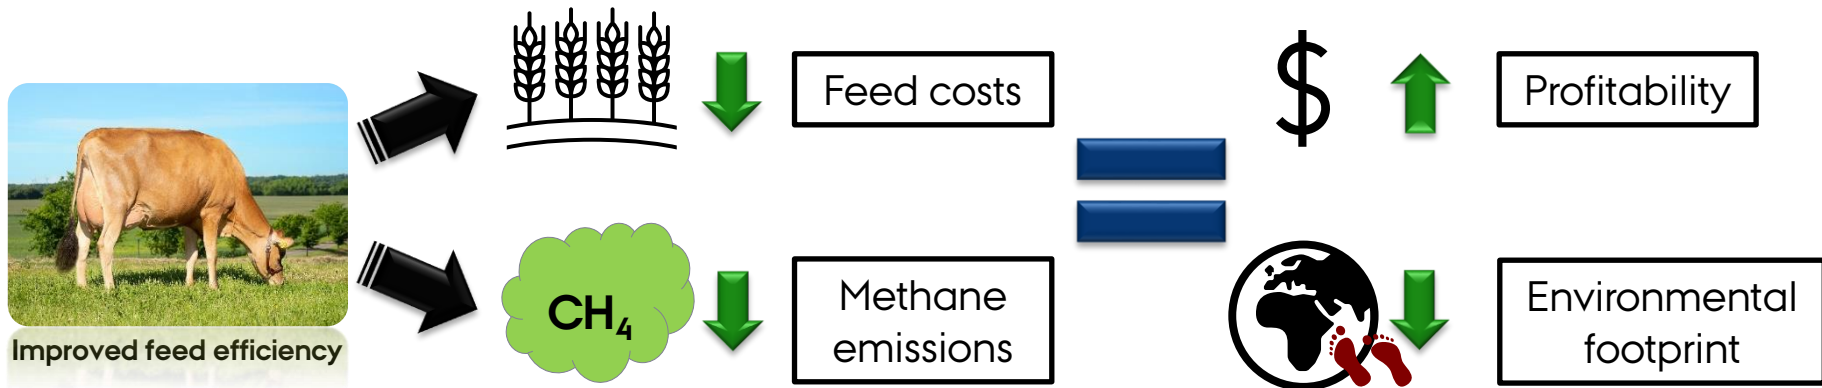 Improved feed efficiency
Feed costs
CH₄
Methane
emissions
$
Profitability
Environmental
footprint